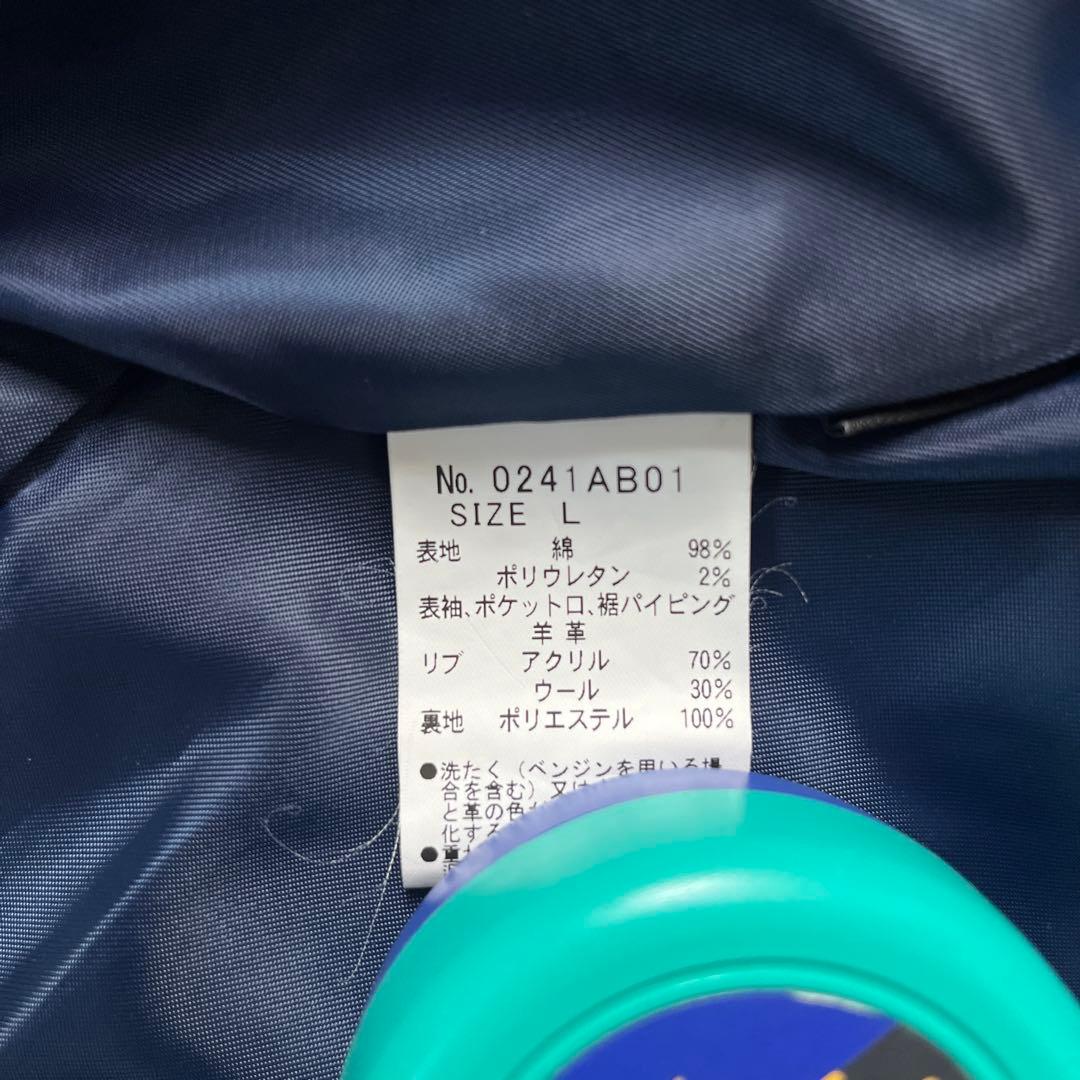 No. 0241AB01
SIZE L
表地 綿 98%
ポリウレタン 2%
表袖、ポケット口、裾パイピング
羊革
リブ アクリル 70%
ウール 30%
裏地 ポリエステル 100%
●洗たく（ベンジンを用いる場
合を含む）又は
と革の色が
化する
●重